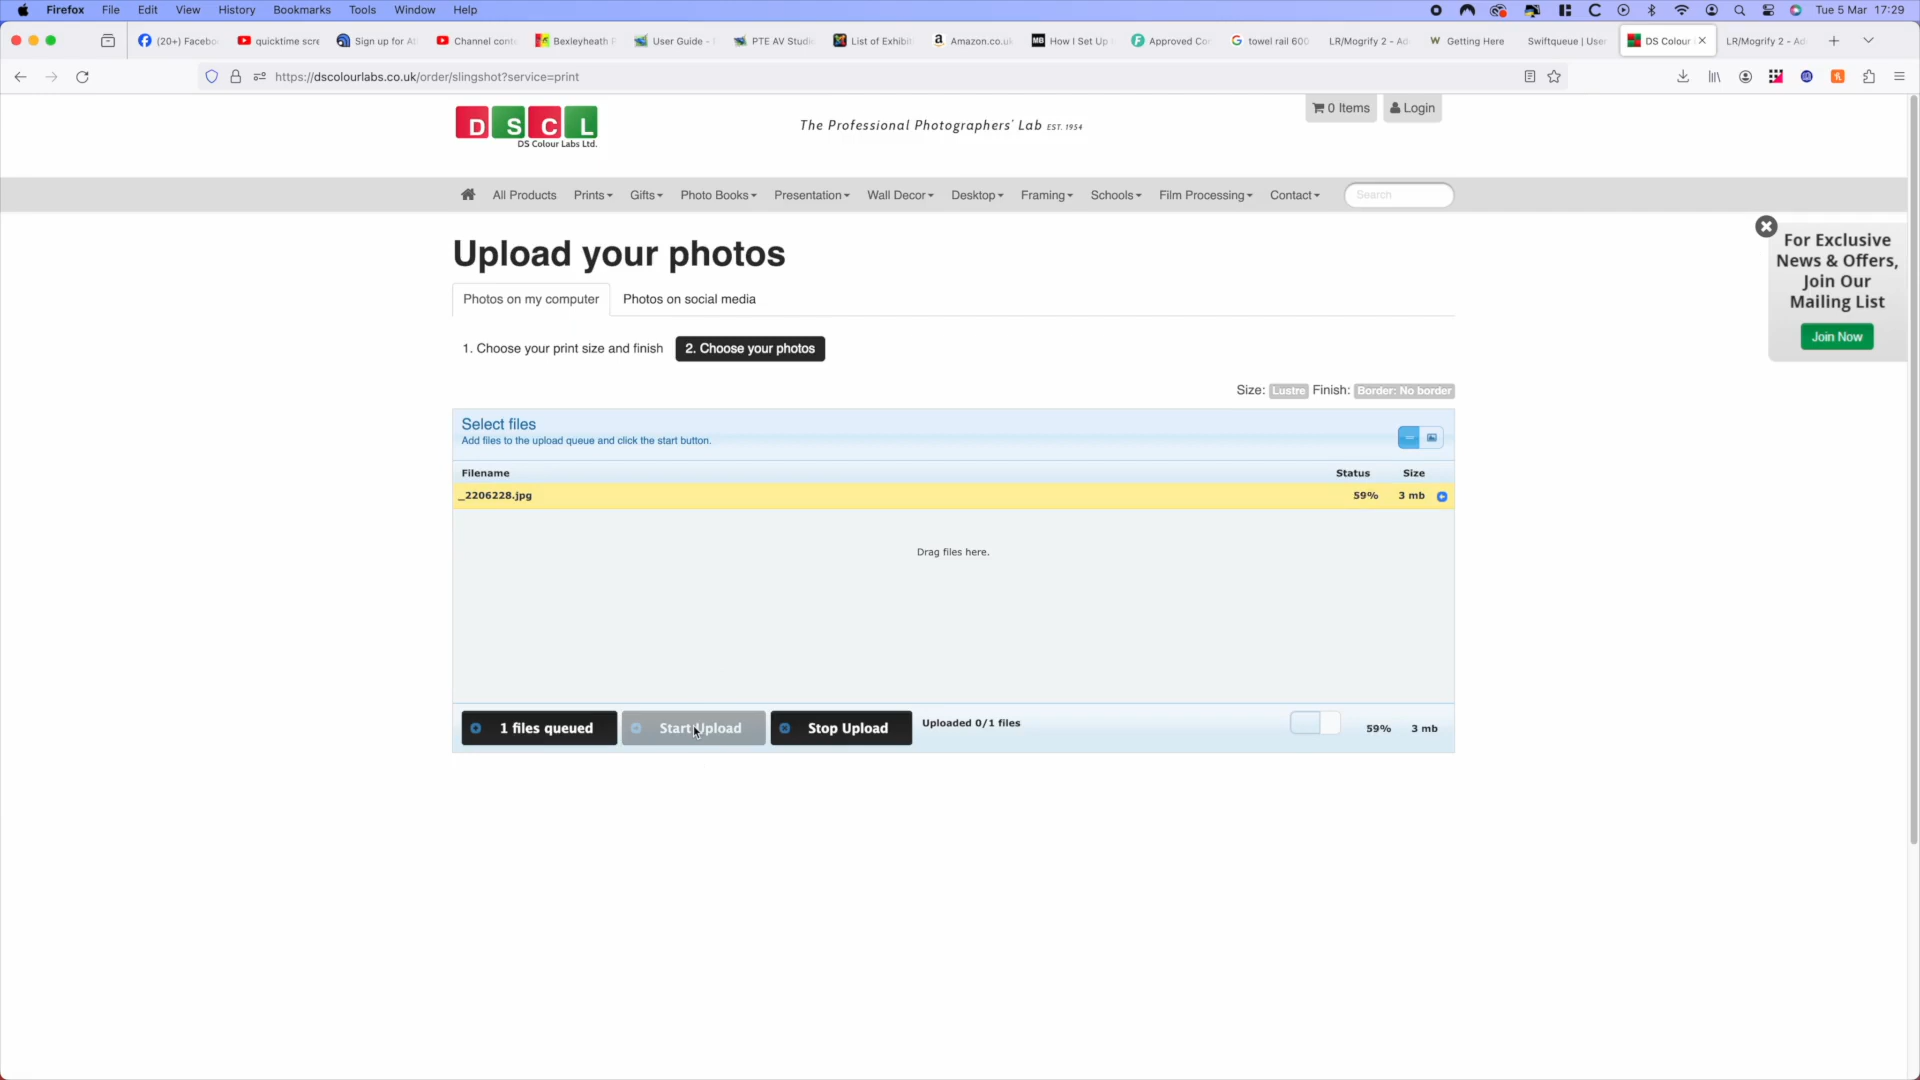 Firefox File Edit View History Bookmarks Tools Window Help Tue 5 Mar 17:29
(20+) Facebo quicktime scre Sign up for A Channel cont Bexleyheath User Guide - PTE AV Studi List of Exhibit Amazon.co.uk How I Set Up Approved Co towel rail 600 LR/Mogrify 2 - Ad Getting Here Swiftqueue | User DS Colour LR/Mogrify 2 - Ad
https://dscolourlabs.co.uk/order/slingshot?service=print
0 Items Login
DSCL
DS Colour Labs Ltd.
The Professional Photographers' Lab EST. 1954
All Products Prints Gifts Photo Books Presentation Wall Decor Desktop Framing Schools Film Processing Contact Search
Upload your photos
For Exclusive
News & Offers,
Join Our
Mailing List
Join Now
Photos on my computer Photos on social media
1. Choose your print size and finish 2. Choose your photos
Size: Lustre Finish: Border: No border
Select files
Add files to the upload queue and click the start button.
Filename Status Size
_2206228.jpg 59% 3 mb
Drag files here.
1 files queued Start Upload Stop Upload Uploaded 0/1 files 59% 3 mb